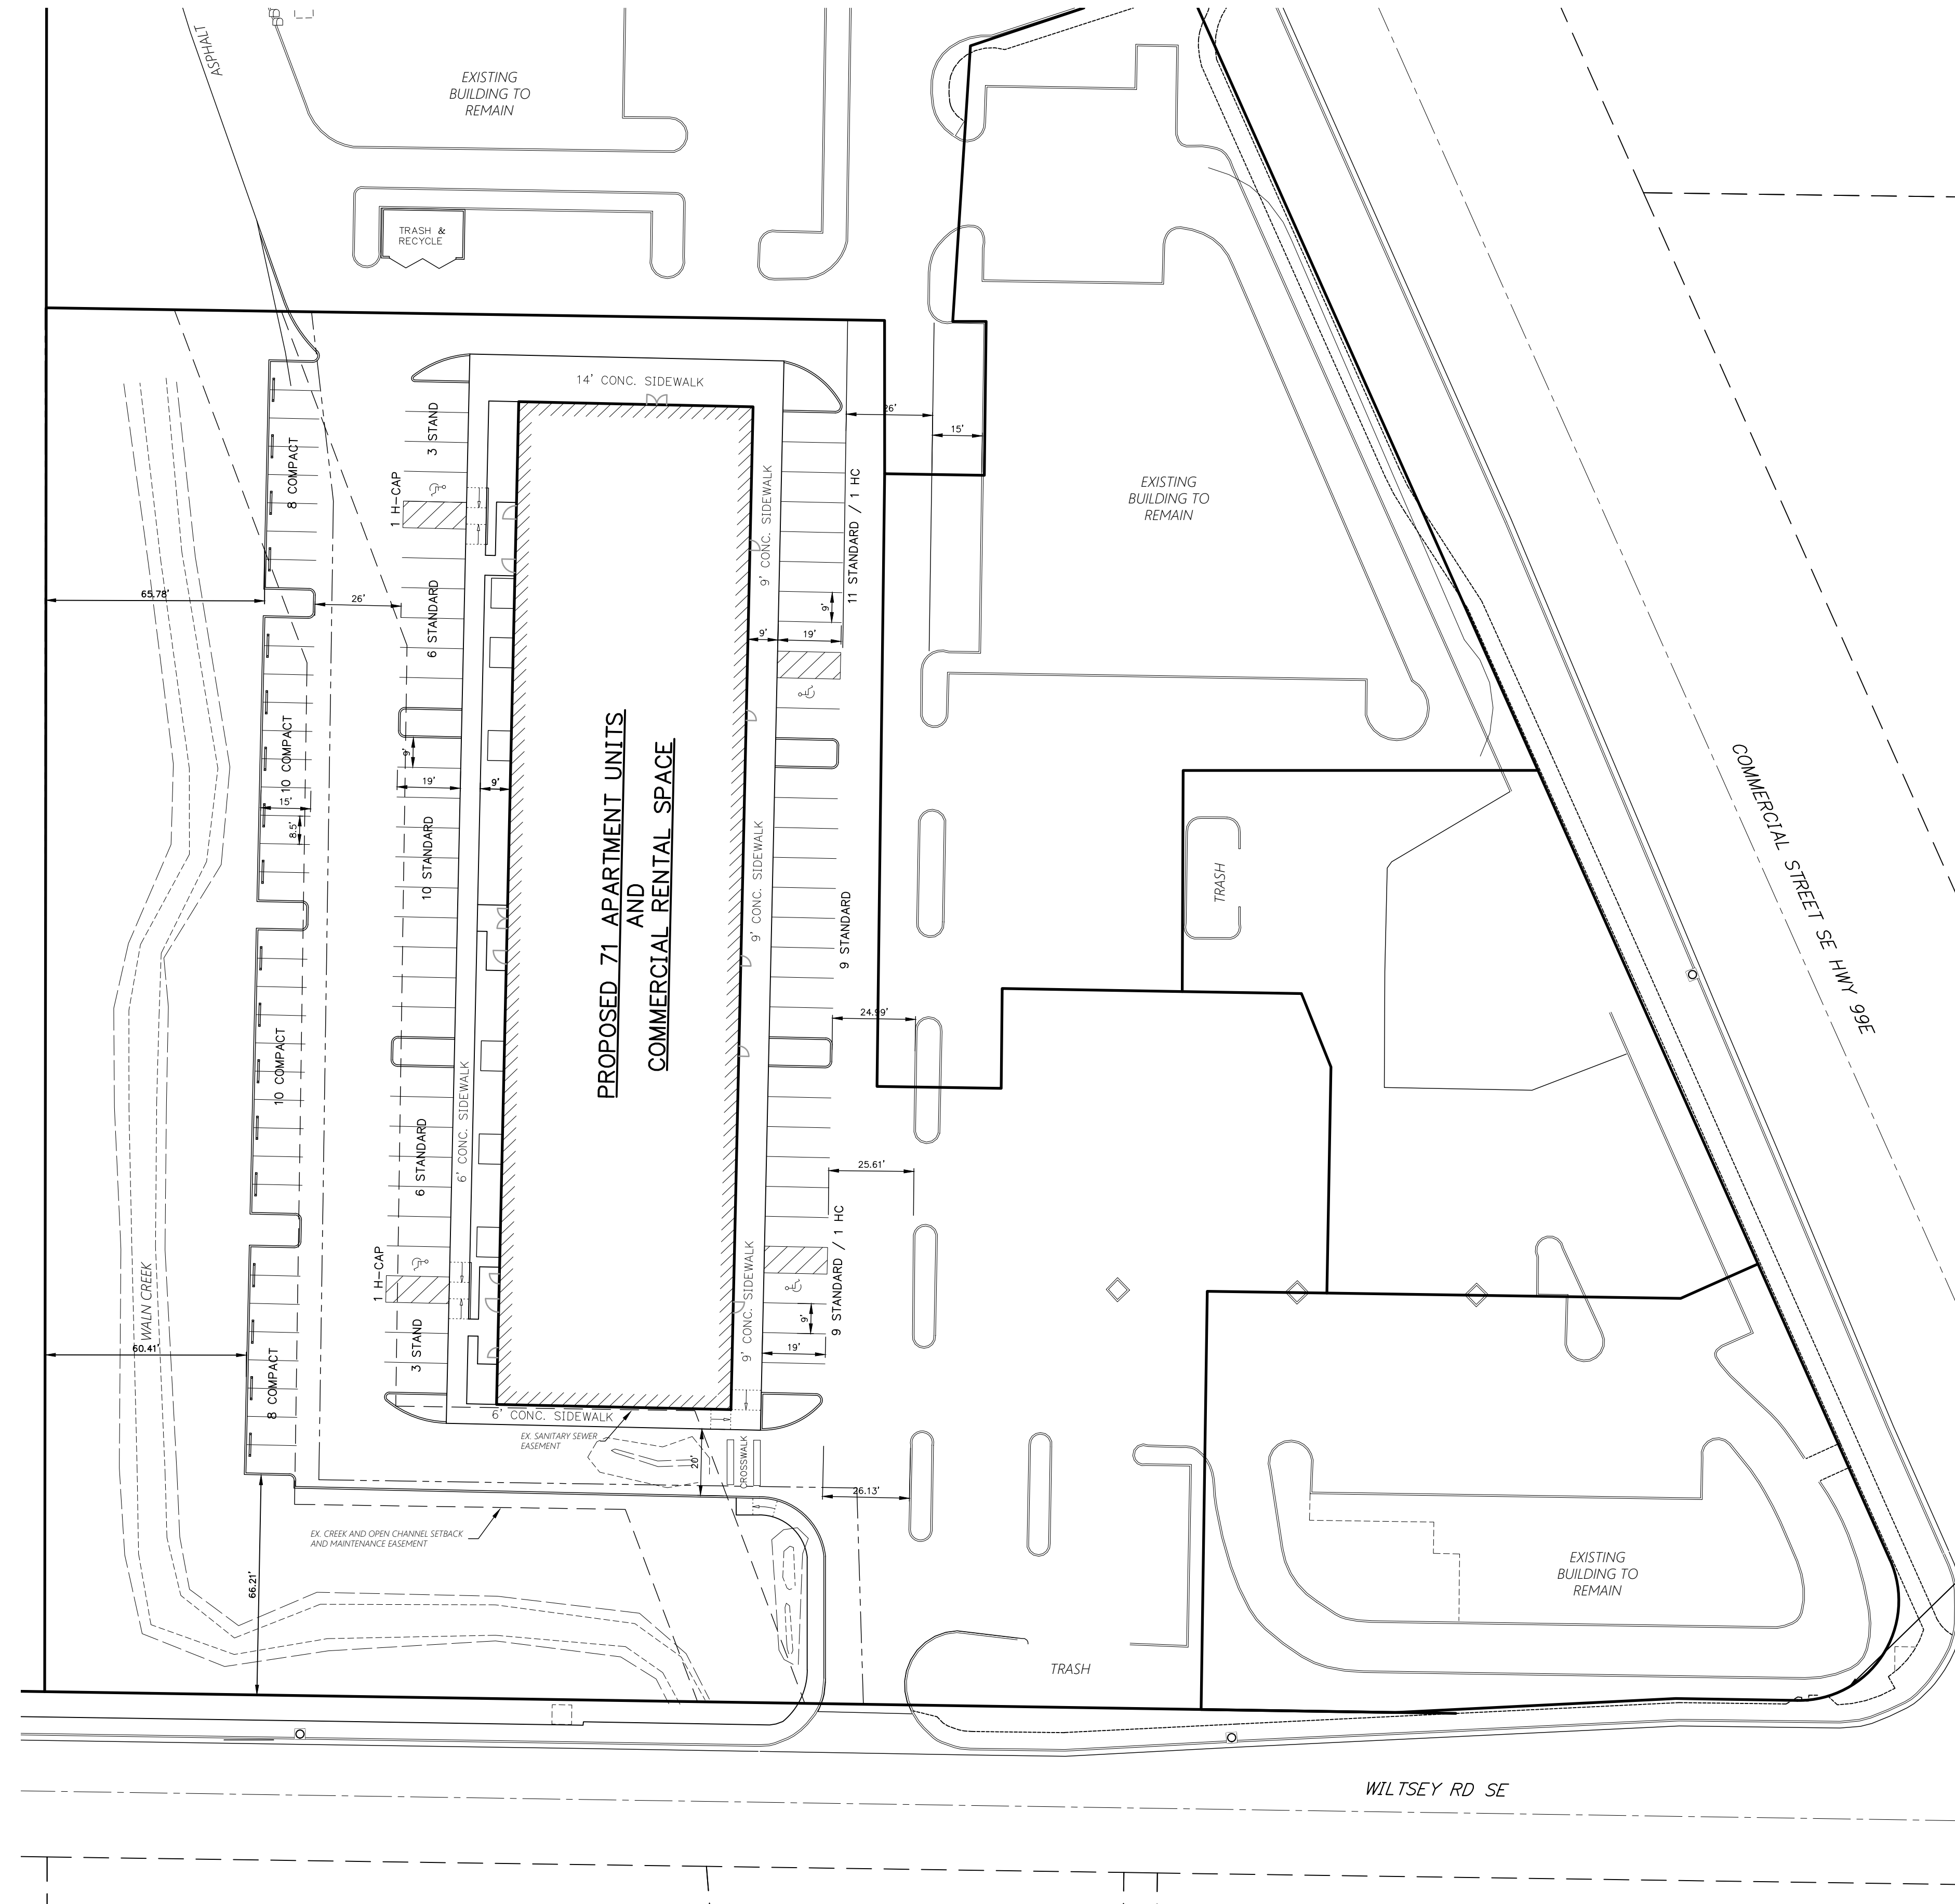 ASPHALT
EXISTING
BUILDING TO
REMAIN
TRASH &
RECYCLE
14' CONC. SIDEWALK
3 STAND
8 COMPACT
1 H-CAP
26'
15'
9' CONC. SIDEWALK
11 STANDARD / 1 HC
EXISTING
BUILDING TO
REMAIN
65.78'
26'
6 STANDARD
9'
9'
19'
10 COMPACT
15'
8.5'
9'
19'
9'
10 STANDARD
PROPOSED 71 APARTMENT UNITS
AND
COMMERCIAL RENTAL SPACE
9' CONC. SIDEWALK
9 STANDARD
TRASH
COMMERCIAL STREET SE HWY 99E
24.99'
10 COMPACT
6' CONC. SIDEWALK
6 STANDARD
25.61'
1 H-CAP
9' CONC. SIDEWALK
9 STANDARD / 1 HC
9'
19'
WALN CREEK
60.41'
3 STAND
8 COMPACT
6' CONC. SIDEWALK
EX. SANITARY SEWER
EASEMENT
20'
CROSSWALK
26.13'
EX. CREEK AND OPEN CHANNEL SETBACK
AND MAINTENANCE EASEMENT
66.21'
EXISTING
BUILDING TO
REMAIN
TRASH
WILTSEY RD SE